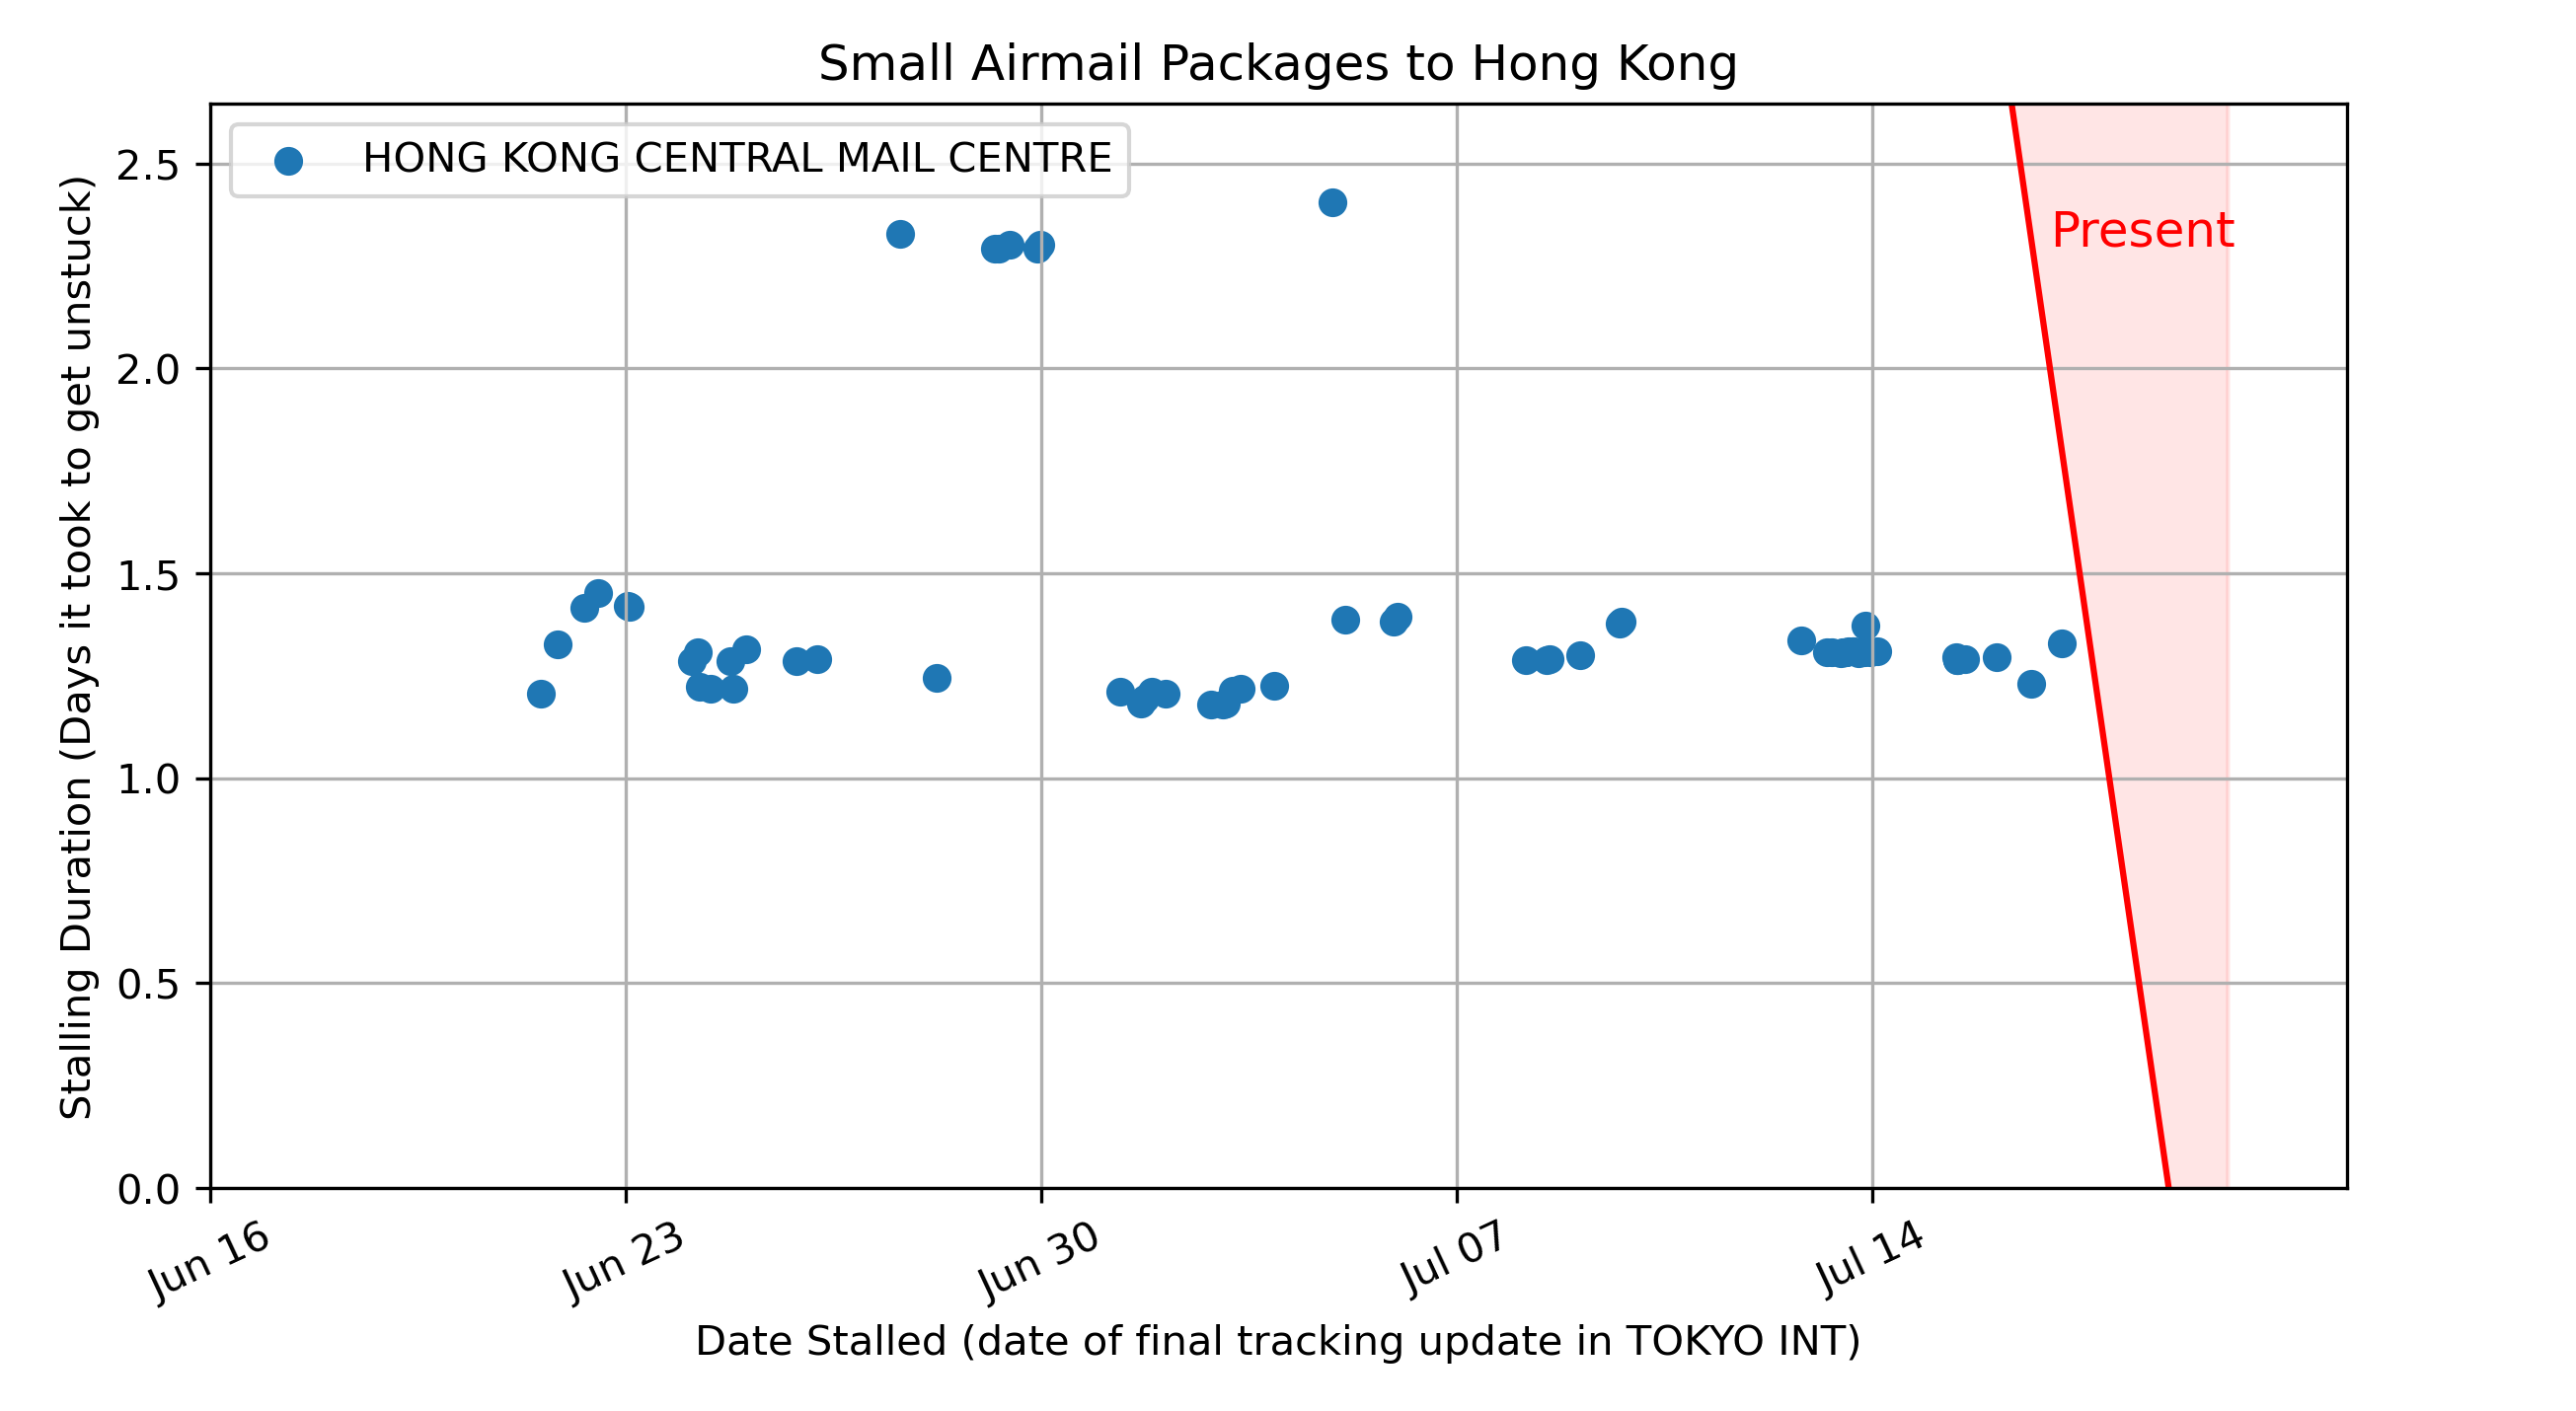 Small Airmail Packages to Hong Kong
HONG KONG CENTRAL MAIL CENTRE
Present
Stalling Duration (Days it took to get unstuck)
2.5
2.0
1.5
1.0
0.5
0.0
Jun 16
Jun 23
Jun 30
Jul 07
Jul 14
Date Stalled (date of final tracking update in TOKYO INT)